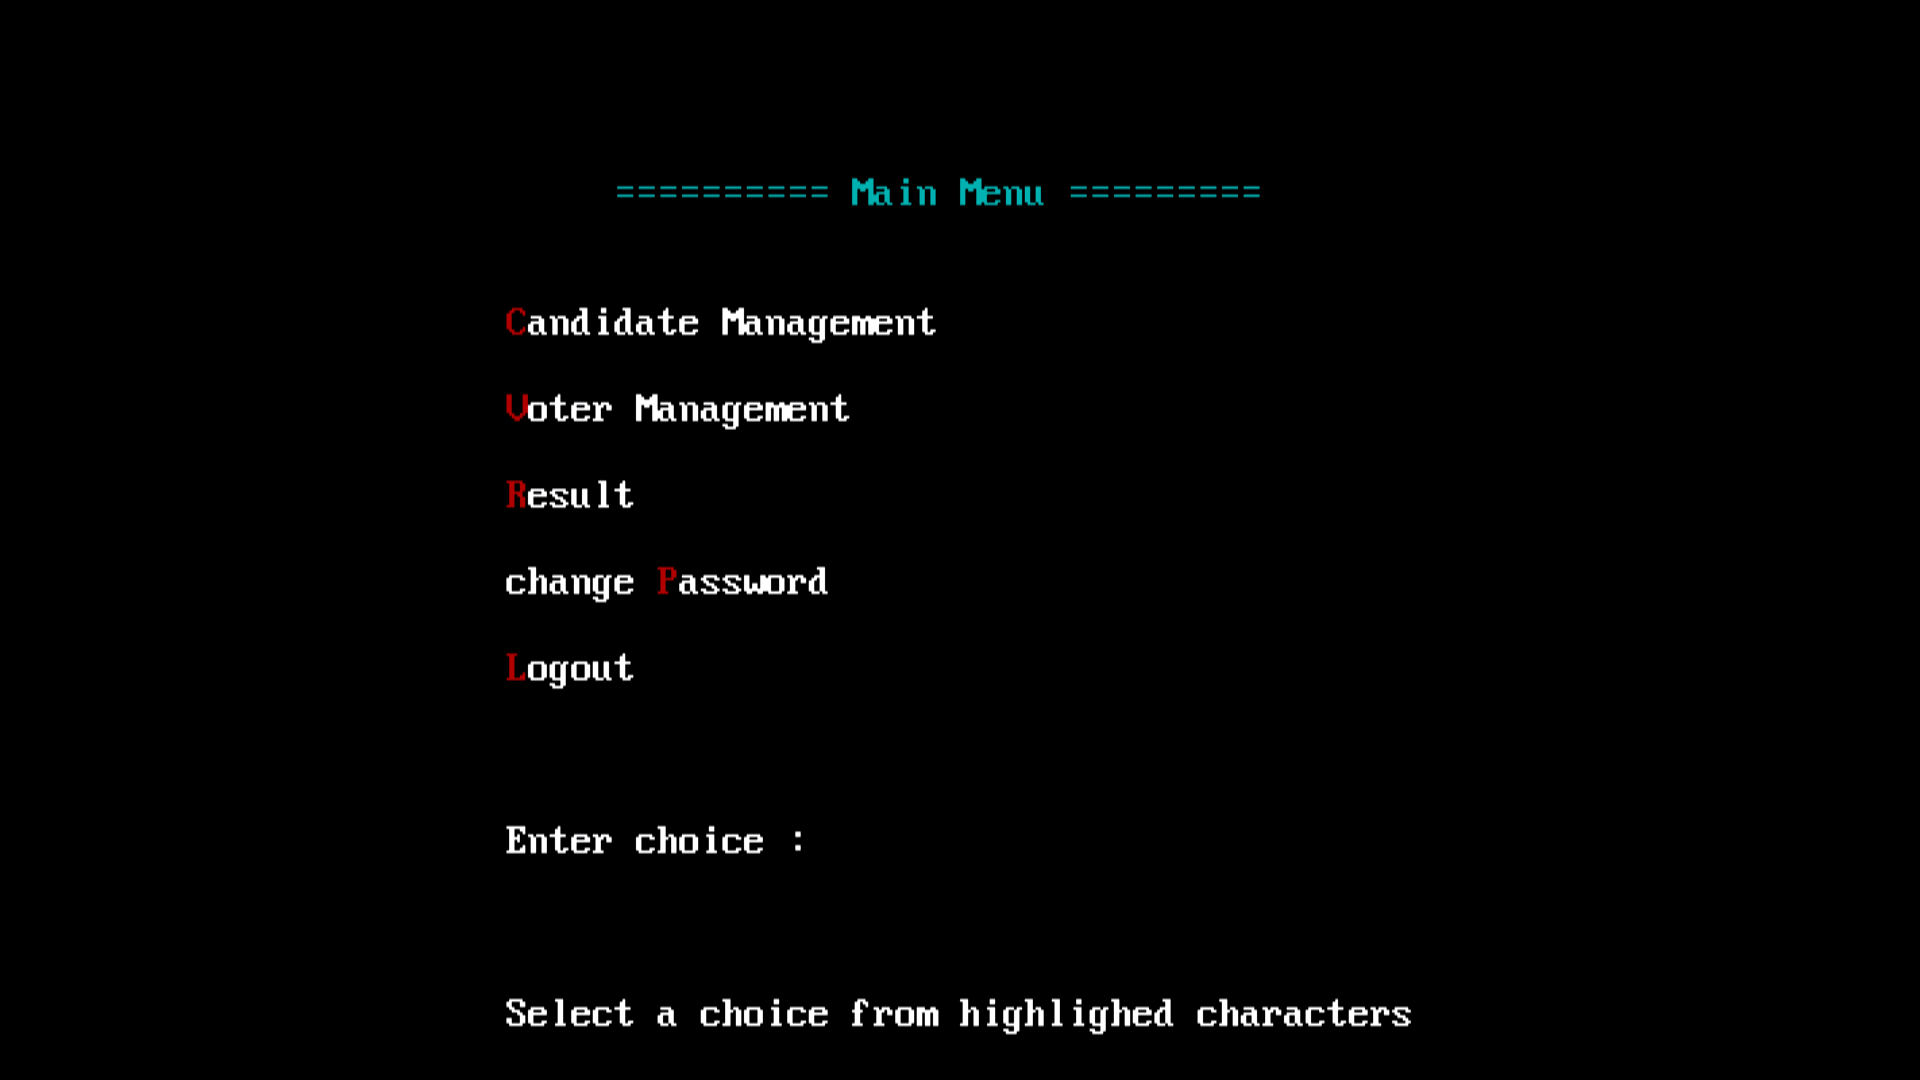 ========== Main Menu =========
Candidate Management
Voter Management
Result
change Password
Logout
Enter choice :
Select a choice from highlighed characters